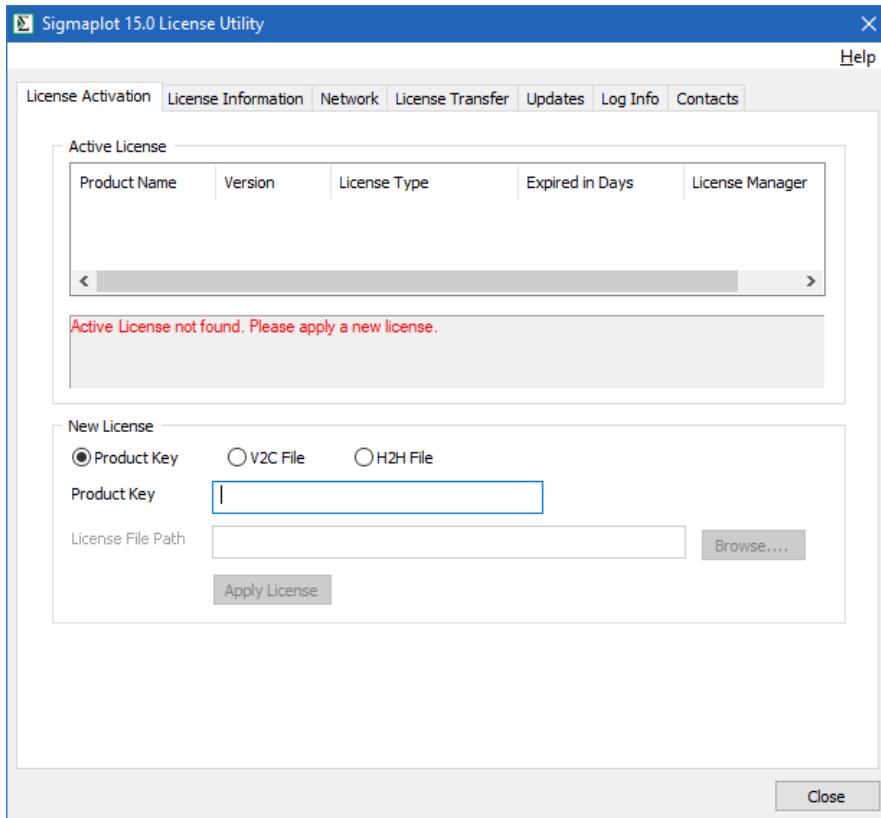 Sigmaplot 15.0 License Utility
Help
License Activation License Information Network License Transfer Updates Log Info Contacts
Active License
Product Name Version License Type Expired in Days License Manager
Active License not found. Please apply a new license.
New License
Product Key V2C File H2H File
Product Key
License File Path Browse....
Apply License
Close